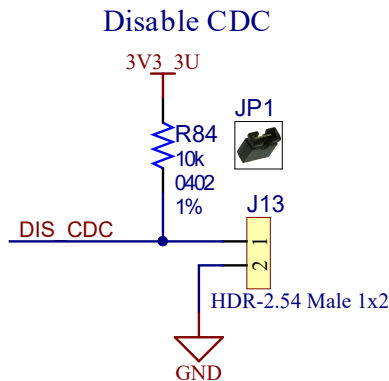 Disable CDC
3V3_3U
JP1
R84
10k
0402
1%
J13
DIS_CDC
1
2
HDR-2.54 Male 1x2
GND